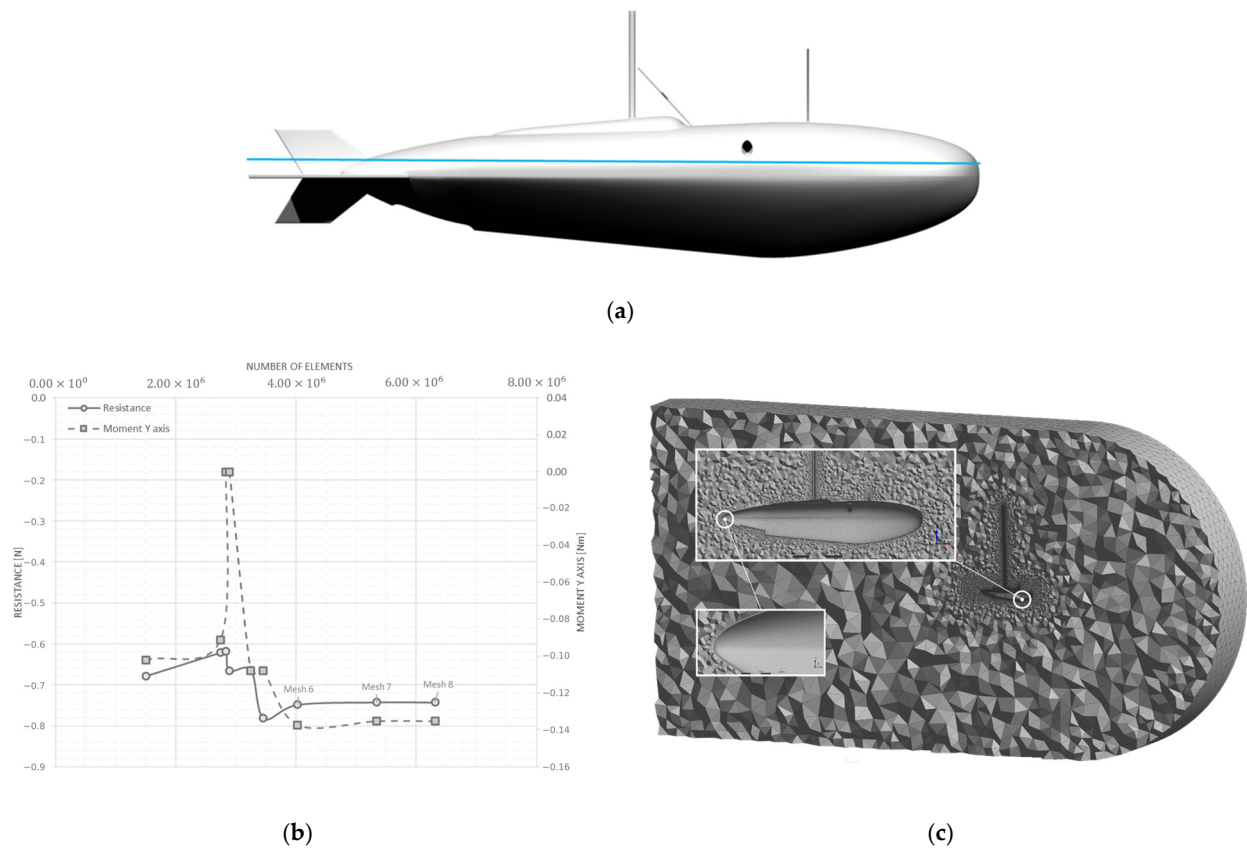 (a)
NUMBER OF ELEMENTS
0.00 × 10⁰ 2.00 × 10⁶ 4.00 × 10⁶ 6.00 × 10⁶ 8.00 × 10⁶
0.0 0.04
Resistance
Moment Y axis
−0.1 0.02
−0.2 0.00
−0.3 −0.02
−0.4 −0.04
−0.5 −0.06
−0.6 −0.08
−0.7 −0.10
−0.8 −0.12
−0.9 −0.14
−0.16
RESISTANCE [N]
MOMENT Y AXIS [Nm]
Mesh 6 Mesh 7 Mesh 8
(b) (c)